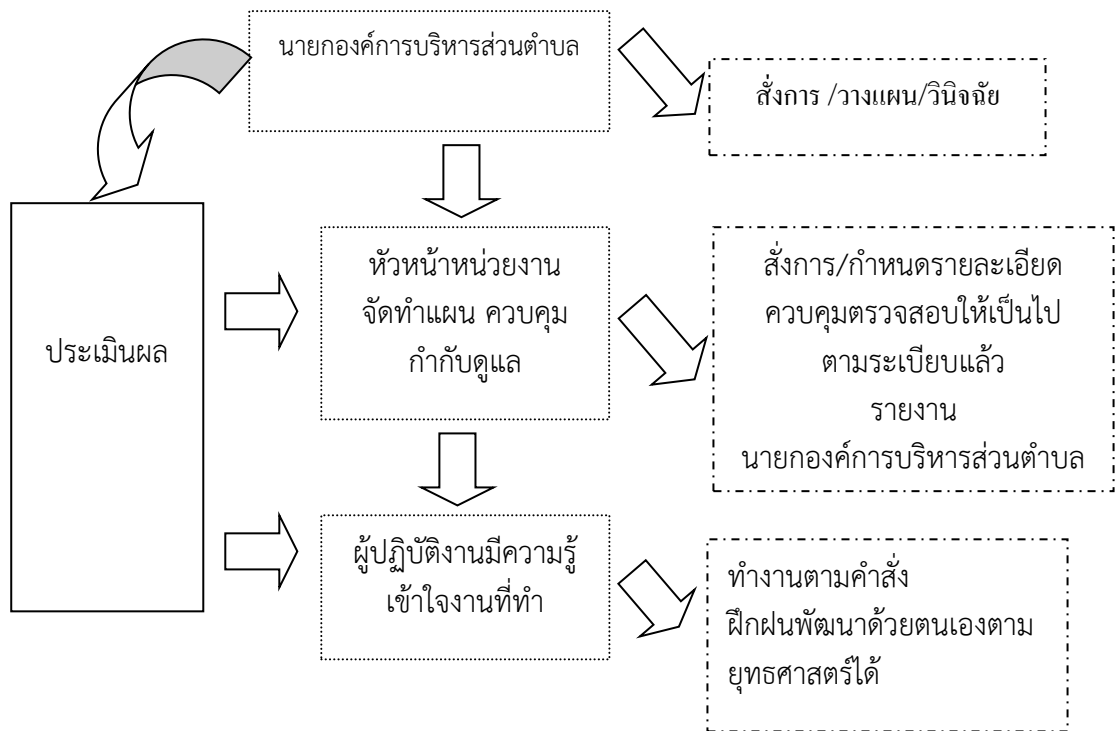 นายกองค์การบริหารส่วนตำบล
สั่งการ /วางแผน/วินิจฉัย
ประเมินผล
หัวหน้าหน่วยงาน
จัดทำแผน ควบคุม
กำกับดูแล
สั่งการ/กำหนดรายละเอียด
ควบคุมตรวจสอบให้เป็นไป
ตามระเบียบแล้ว
รายงาน
นายกองค์การบริหารส่วนตำบล
ผู้ปฏิบัติงานมีความรู้
เข้าใจงานที่ทำ
ทำงานตามคำสั่ง
ฝึกฝนพัฒนาด้วยตนเองตาม
ยุทธศาสตร์ได้